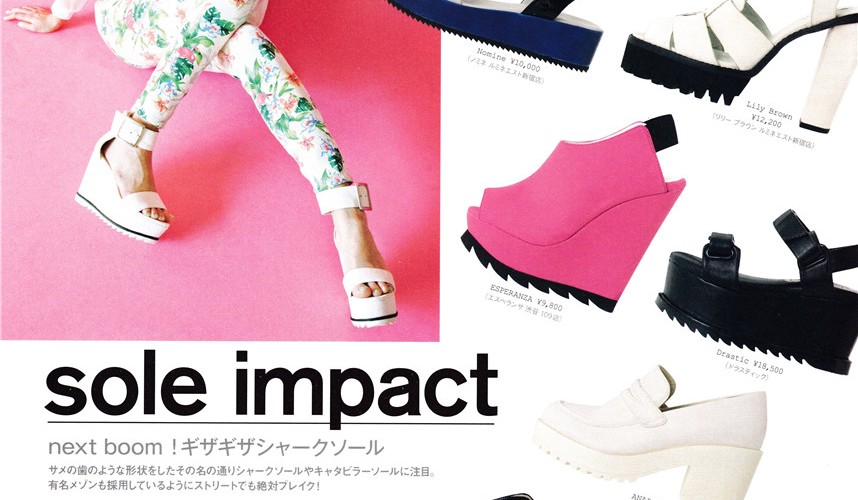 Nomine ¥10,000
(ノミネ ルミネエスト新宿店)
Lily Brown
¥12,200
(リリー ブラウン ルミネエスト新宿店)
ESPERANZA ¥9,800
(エスペランサ 渋谷109店)
Drastic ¥18,500
(ドラスティック)
sole impact
next boom！ギザギザシャークソール
サメの歯のような形状をしたその名の通りシャークソールやキャタピラーソールに注目。
有名メゾンも採用しているようにストリートでも絶対ブレイク！